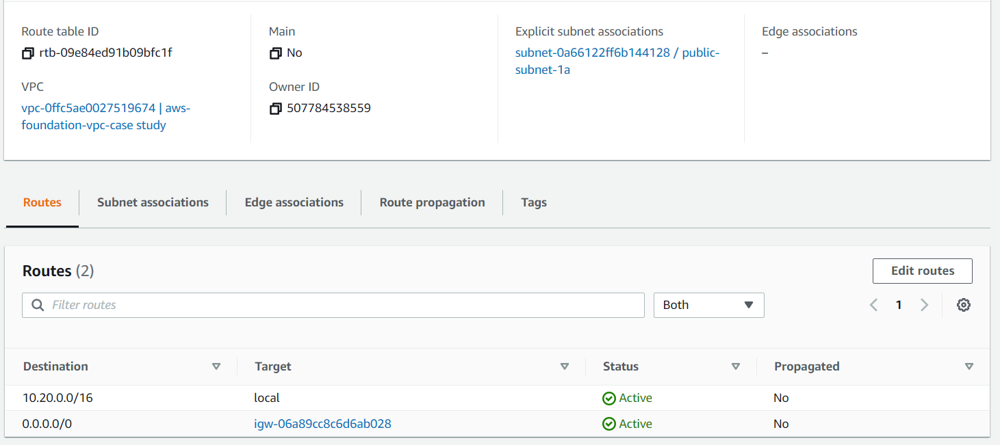 Route table ID
rtb-09e84ed91b09bfc1f
Main
No
Explicit subnet associations
subnet-0a66122ff6b144128 / public-
subnet-1a
Edge associations
–
VPC
vpc-0ffc5ae0027519674 | aws-
foundation-vpc-case study
Owner ID
507784538559
Routes
Subnet associations
Edge associations
Route propagation
Tags
Routes (2)
Edit routes
Filter routes
Both
1
Destination
Target
Status
Propagated
10.20.0.0/16
local
Active
No
0.0.0.0/0
igw-06a89cc8c6d6ab028
Active
No